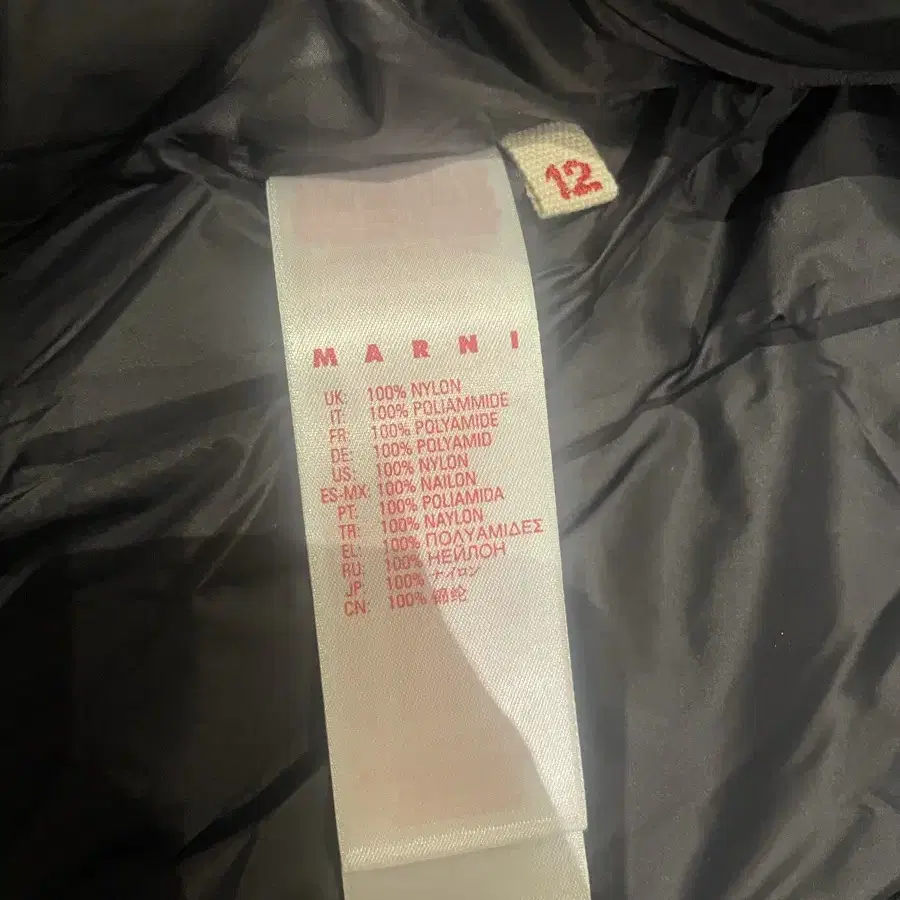 12
MARNI
UK: 100% NYLON
IT: 100% POLIAMMIDE
FR: 100% POLYAMIDE
DE: 100% POLYAMID
US: 100% NYLON
ES-MX: 100% NAILON
PT: 100% POLIAMIDA
TR: 100% NAYLON
EL: 100% ΠΟΛΥΑΜΙΔΕΣ
RU: 100% НЕЙЛОН
JP: 100% ナイロン
CN: 100% 锦纶